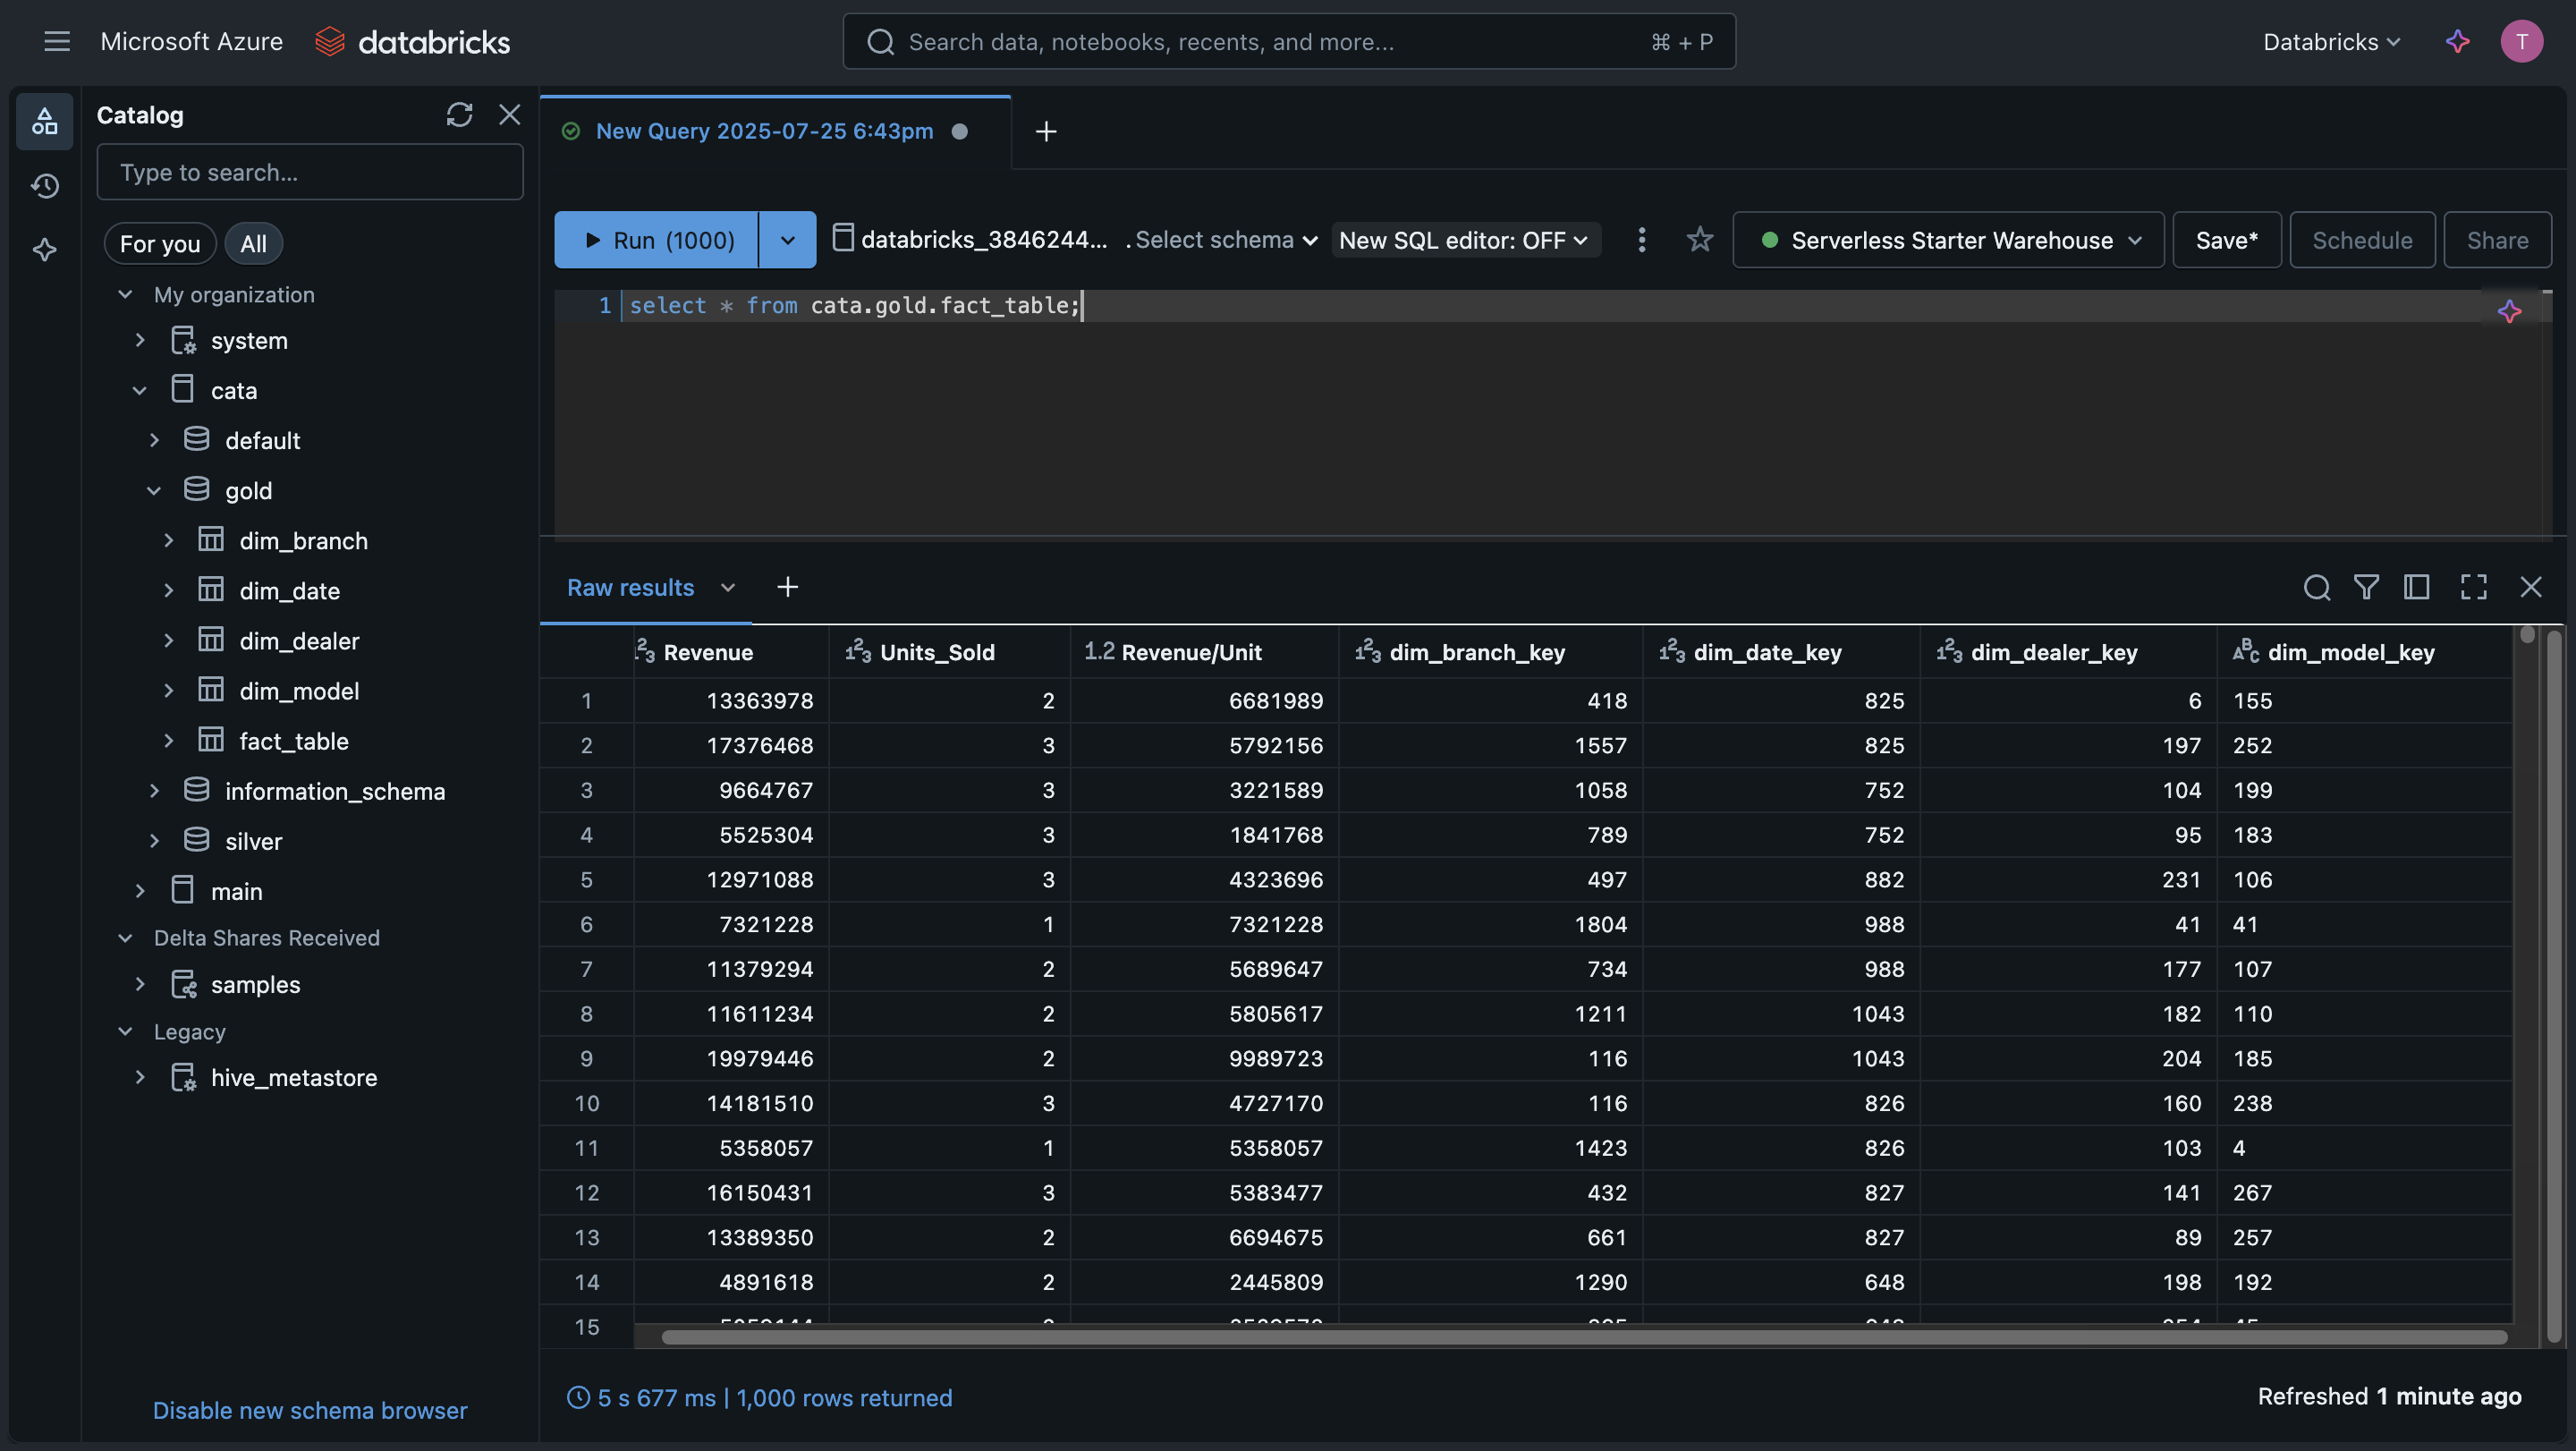 Microsoft Azure databricks Search data, notebooks, recents, and more... ⌘ + P Databricks T
Catalog
Type to search...
For you All
My organization
system
cata
default
gold
dim_branch
dim_date
dim_dealer
dim_model
fact_table
information_schema
silver
main
Delta Shares Received
samples
Legacy
hive_metastore
Disable new schema browser
New Query 2025-07-25 6:43pm
Run (1000) databricks_3846244... . Select schema New SQL editor: OFF Serverless Starter Warehouse Save* Schedule Share
1 select * from cata.gold.fact_table;
Raw results
Revenue 123 Units_Sold 1.2 Revenue/Unit 123 dim_branch_key 123 dim_date_key 123 dim_dealer_key ABC dim_model_key
1 13363978 2 6681989 418 825 6 155
2 17376468 3 5792156 1557 825 197 252
3 9664767 3 3221589 1058 752 104 199
4 5525304 3 1841768 789 752 95 183
5 12971088 3 4323696 497 882 231 106
6 7321228 1 7321228 1804 988 41 41
7 11379294 2 5689647 734 988 177 107
8 11611234 2 5805617 1211 1043 182 110
9 19979446 2 9989723 116 1043 204 185
10 14181510 3 4727170 116 826 160 238
11 5358057 1 5358057 1423 826 103 4
12 16150431 3 5383477 432 827 141 267
13 13389350 2 6694675 661 827 89 257
14 4891618 2 2445809 1290 648 198 192
15
5 s 677 ms | 1,000 rows returned
Refreshed 1 minute ago